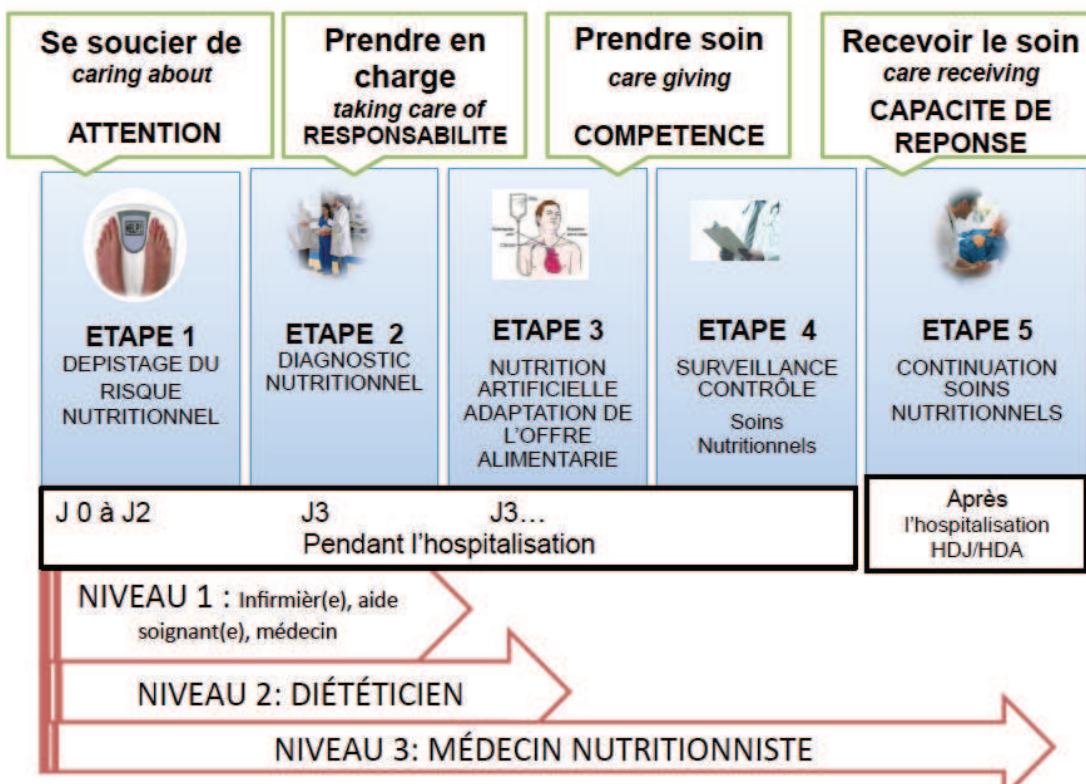 Se soucier de
caring about
ATTENTION
Prendre en
charge
taking care of
RESPONSABILITE
Prendre soin
care giving
COMPETENCE
Recevoir le soin
care receiving
CAPACITE DE
REPONSE
HELP!
ETAPE 1
DEPISTAGE DU
RISQUE
NUTRITIONNEL
ETAPE 2
DIAGNOSTIC
NUTRITIONNEL
ETAPE 3
NUTRITION
ARTIFICIELLE
ADAPTATION DE
L'OFFRE
ALIMENTARIE
ETAPE 4
SURVEILLANCE
CONTRÔLE
Soins
Nutritionnels
ETAPE 5
CONTINUATION
SOINS
NUTRITIONNELS
J 0 à J2 J3 J3...
Pendant l'hospitalisation
Après
l'hospitalisation
HDJ/HDA
NIVEAU 1 : Infirmièr(e), aide
soignant(e), médecin
NIVEAU 2: DIÉTÉTICIEN
NIVEAU 3: MÉDECIN NUTRITIONNISTE